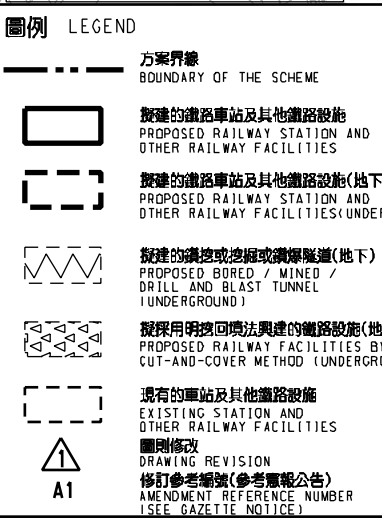 圖例 LEGEND
方案界線
BOUNDARY OF THE SCHEME
擬建的鐵路車站及其他鐵路設施
PROPOSED RAILWAY STATION AND
OTHER RAILWAY FACILITIES
擬建的鐵路車站及其他鐵路設施(地下
PROPOSED RAILWAY STATION AND
OTHER RAILWAY FACILITIES(UNDER
擬建的鑽挖或挖掘或鑽爆隧道(地下)
PROPOSED BORED / MINED /
DRILL AND BLAST TUNNEL
(UNDERGROUND)
擬採用明挖回填法興建的鐵路設施(地
PROPOSED RAILWAY FACILITIES BY
CUT-AND-COVER METHOD (UNDERGRO
現有的車站及其他鐵路設施
EXISTING STATION AND
OTHER RAILWAY FACILITIES
1
圖則修改
DRAWING REVISION
A1
修訂參考編號(參考憲報公告)
AMENDMENT REFERENCE NUMBER
(SEE GAZETTE NOTICE)